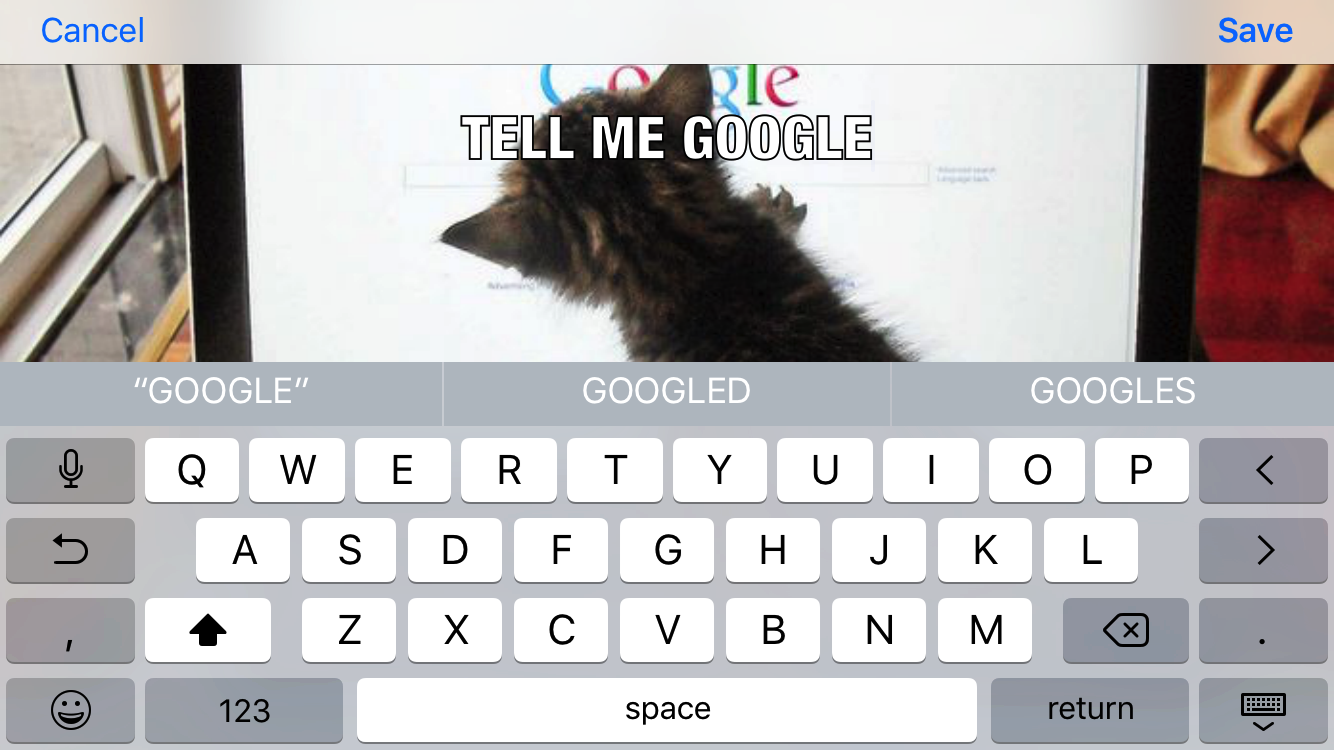 Cancel
Save
TELL ME GOOGLE
“GOOGLE”
GOOGLED
GOOGLES
Q W E R T Y U I O P
A S D F G H J K L
, Z X C V B N M .
123 space return